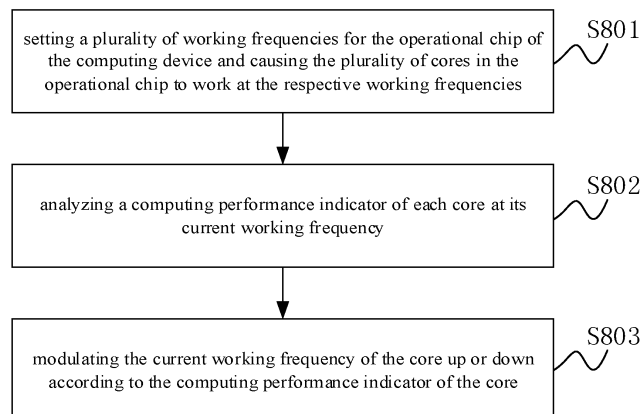 setting a plurality of working frequencies for the operational chip of
the computing device and causing the plurality of cores in the
operational chip to work at the respective working frequencies
S801
analyzing a computing performance indicator of each core at its
current working frequency
S802
modulating the current working frequency of the core up or down
according to the computing performance indicator of the core
S803